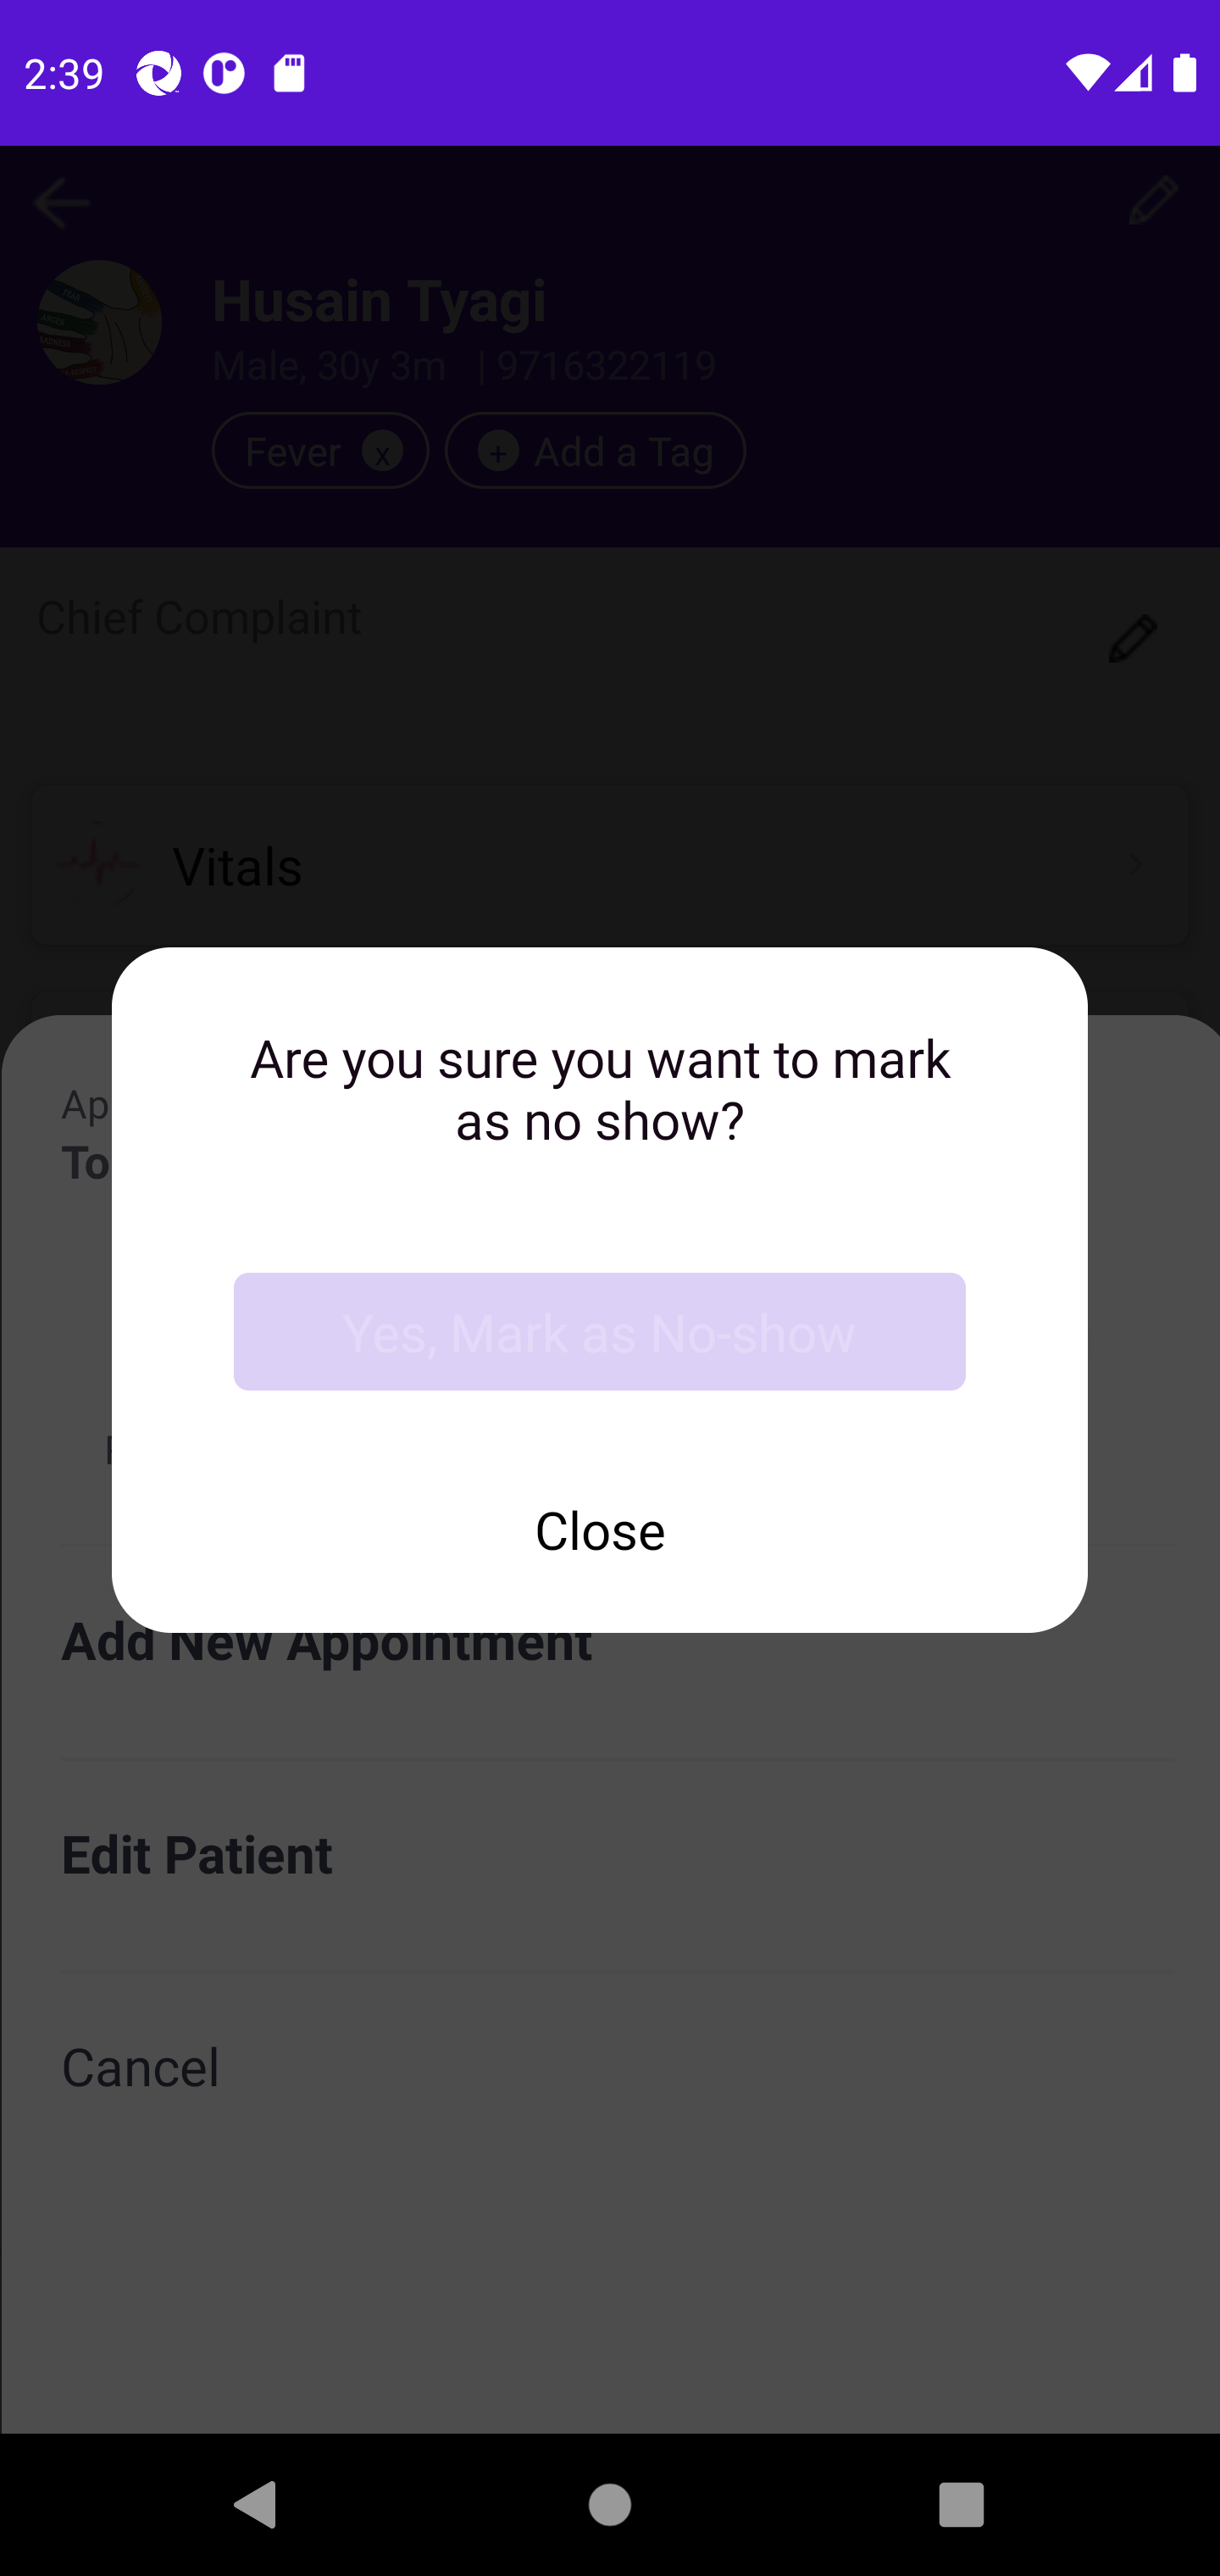 2:39
Husain Tyagi
Male, 30y 3m | 9716322119
Fever x + Add a Tag
Chief Complaint
Vitals
Are you sure you want to mark
as no show?
Ap
To
Yes, Mark as No-show
Close
Add New Appointment
Edit Patient
Cancel